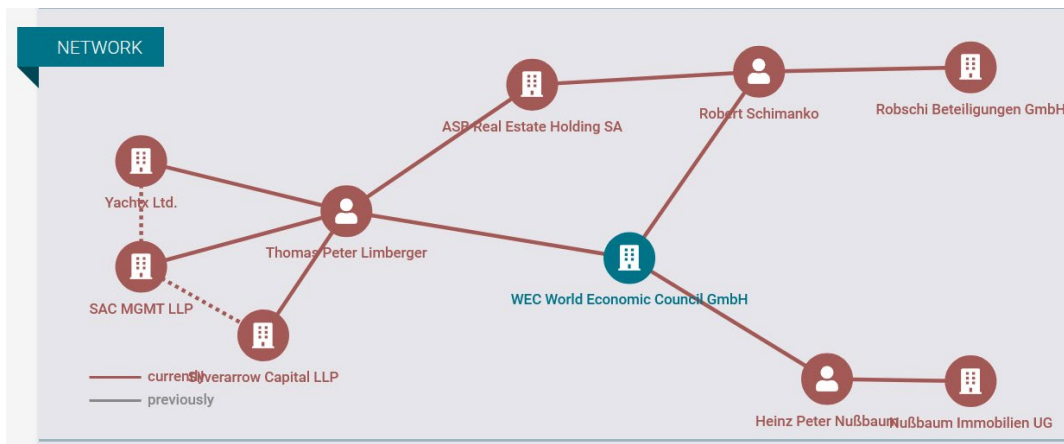 NETWORK
ASB Real Estate Holding SA
Robert Schimanko
Robschi Beteiligungen GmbH
Yachtx Ltd.
Thomas Peter Limberger
SAC MGMT LLP
WEC World Economic Council GmbH
Silverarrow Capital LLP
currently
previously
Heinz Peter Nußbaum
Nußbaum Immobilien UG